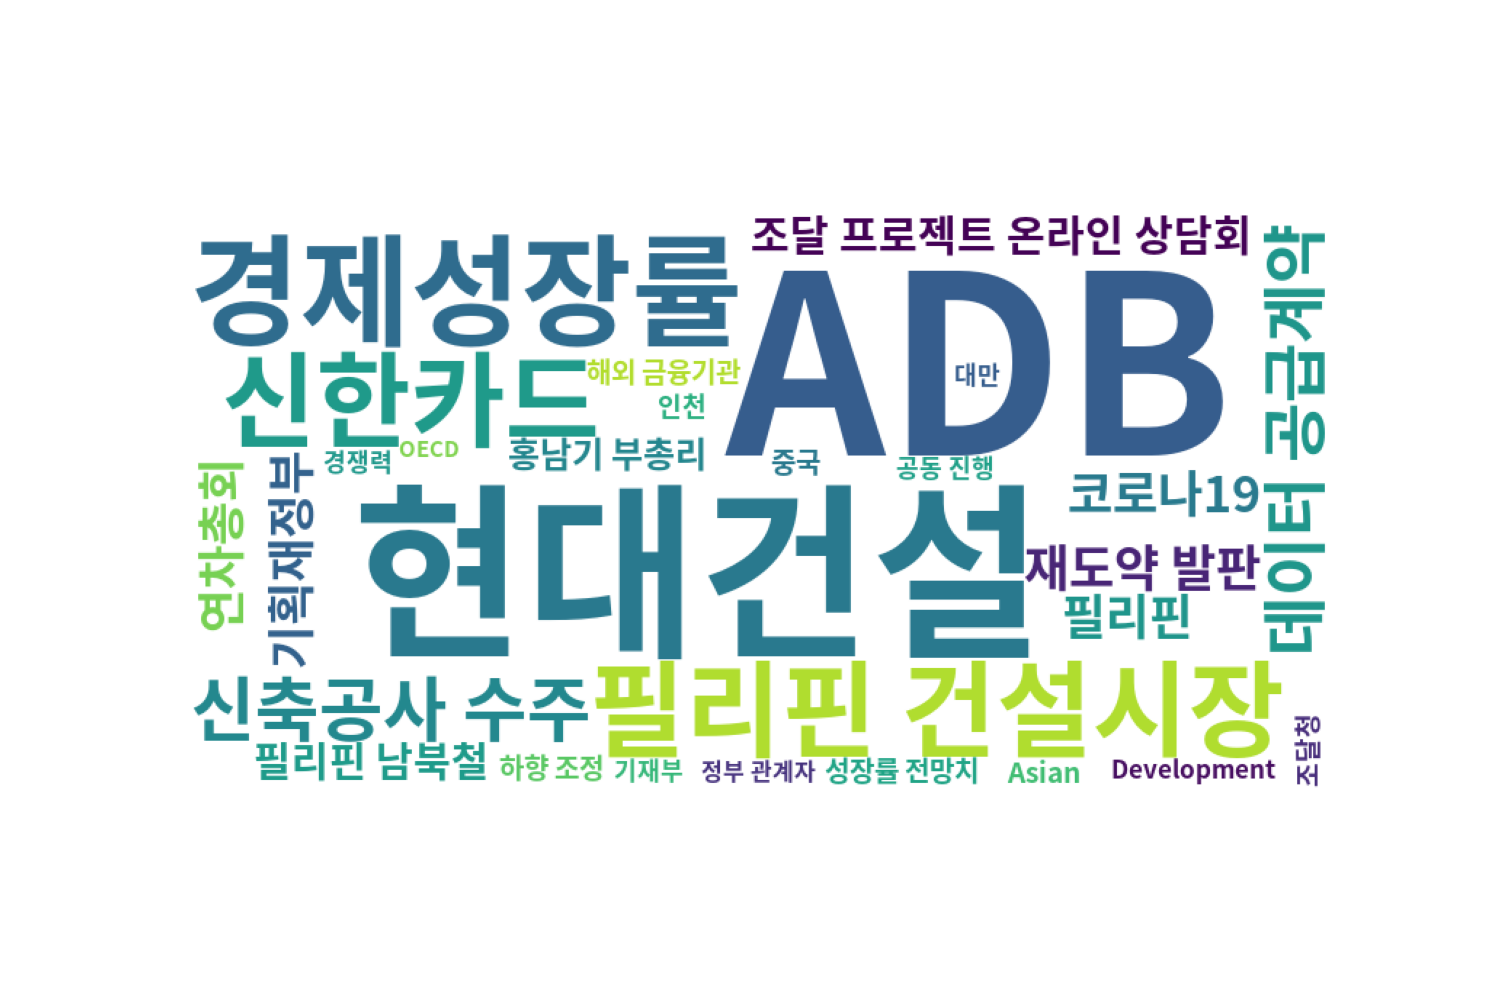 조달 프로젝트 온라인 상담회
경제성장률
ADB
데이터 공급계약
신한카드
해외 금융기관
대만
인천
OECD
경쟁력
홍남기 부총리
중국
공동 진행
코로나19
연차총회
기획재정부
현대건설
재도약 발판
필리핀
신축공사 수주
필리핀 건설시장
필리핀 남북철
하향 조정
기재부
정부 관계자
성장률 전망치
Asian
Development
조달청